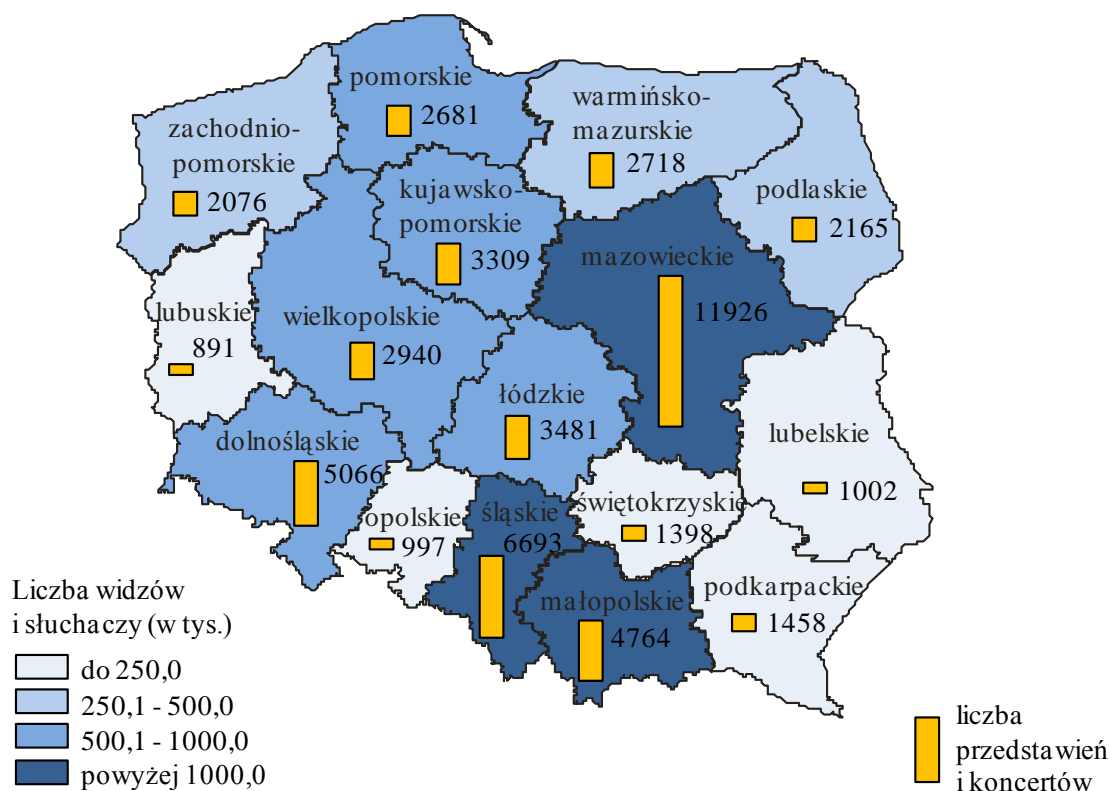 pomorskie
2681
warmińsko-
mazurskie
2718
zachodnio-
pomorskie
2076
kujawsko-
pomorskie
3309
podlaskie
2165
mazowieckie
11926
lubuskie
891
wielkopolskie
2940
łódzkie
3481
lubelskie
1002
dolnośląskie
5066
opolskie
997
śląskie
6693
świętokrzyskie
1398
małopolskie
4764
podkarpackie
1458
Liczba widzów
i słuchaczy (w tys.)
do 250,0
250,1 - 500,0
500,1 - 1000,0
powyżej 1000,0
liczba
przedstawień
i koncertów